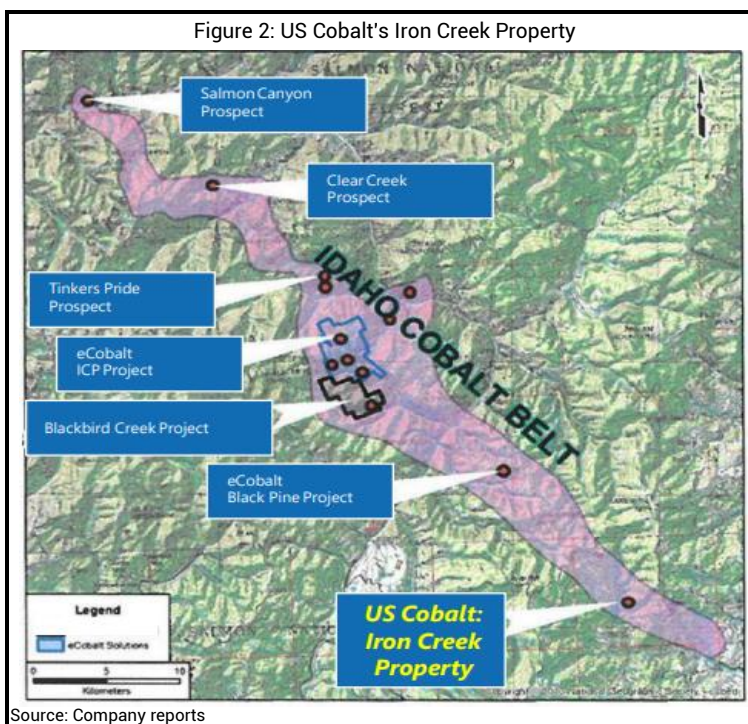 Figure 2: US Cobalt's Iron Creek Property
SALMON NATIONAL
Salmon Canyon
Prospect
Clear Creek
Prospect
IDAHO COBALT BELT
Tinkers Pride
Prospect
eCobalt
ICP Project
Blackbird Creek Project
eCobalt
Black Pine Project
US Cobalt:
Iron Creek
Property
Legend
eCobalt Solutions
0 5 10
Kilometers
Source: Company reports